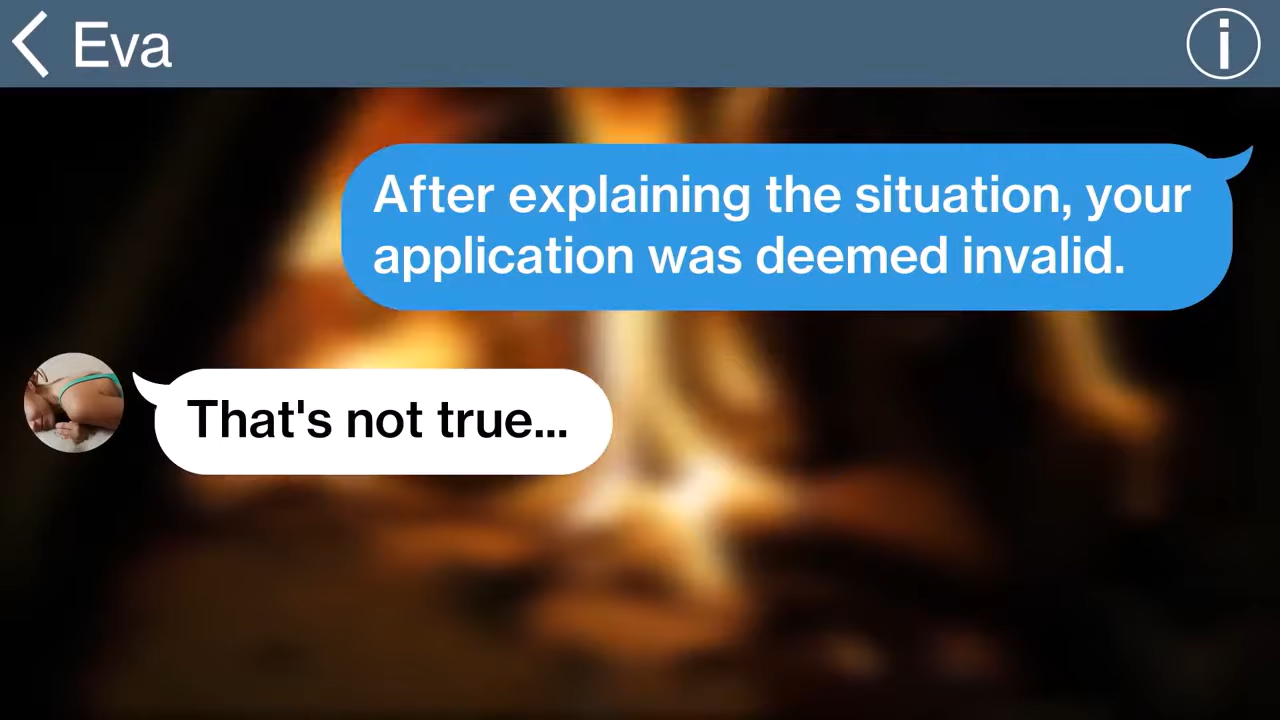 Eva
After explaining the situation, your
application was deemed invalid.
That's not true...